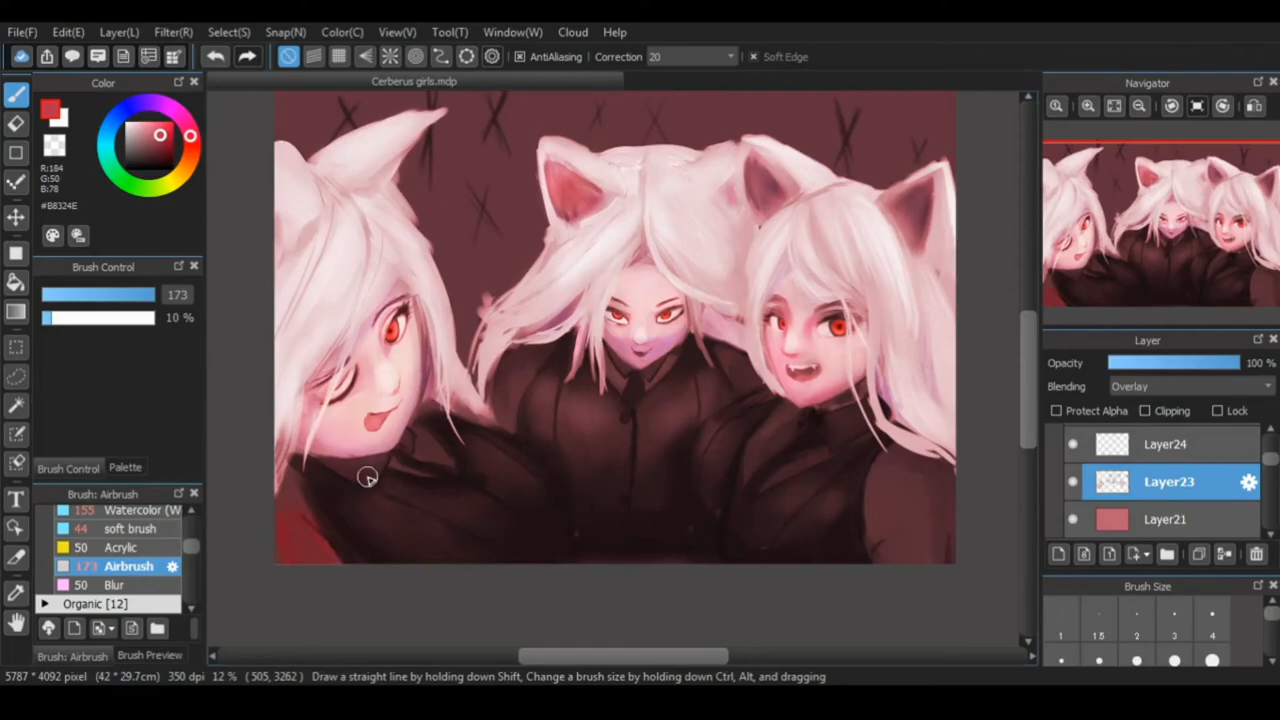 File(F) Edit(E) Layer(L) Filter(R) Select(S) Snap(N) Color(C) View(V) Tool(T) Window(W) Cloud Help
AntiAliasing Correction 20 Soft Edge
Color
Cerberus girls.mdp
Navigator
R:184
G:50
B:78
#B8324E
Brush Control
173
10 %
Layer
Opacity 100 %
Blending Overlay
Protect Alpha Clipping Lock
Layer24
Layer23
Layer21
Brush Control Palette
Brush: Airbrush
155 Watercolor (W
44 soft brush
50 Acrylic
173 Airbrush
50 Blur
Organic [12]
Brush: Airbrush Brush Preview
Brush Size
1 1.5 2 3 4
5787 * 4092 pixel (42 * 29.7cm) 350 dpi 12 % ( 505, 3262 ) Draw a straight line by holding down Shift, Change a brush size by holding down Ctrl, Alt, and dragging